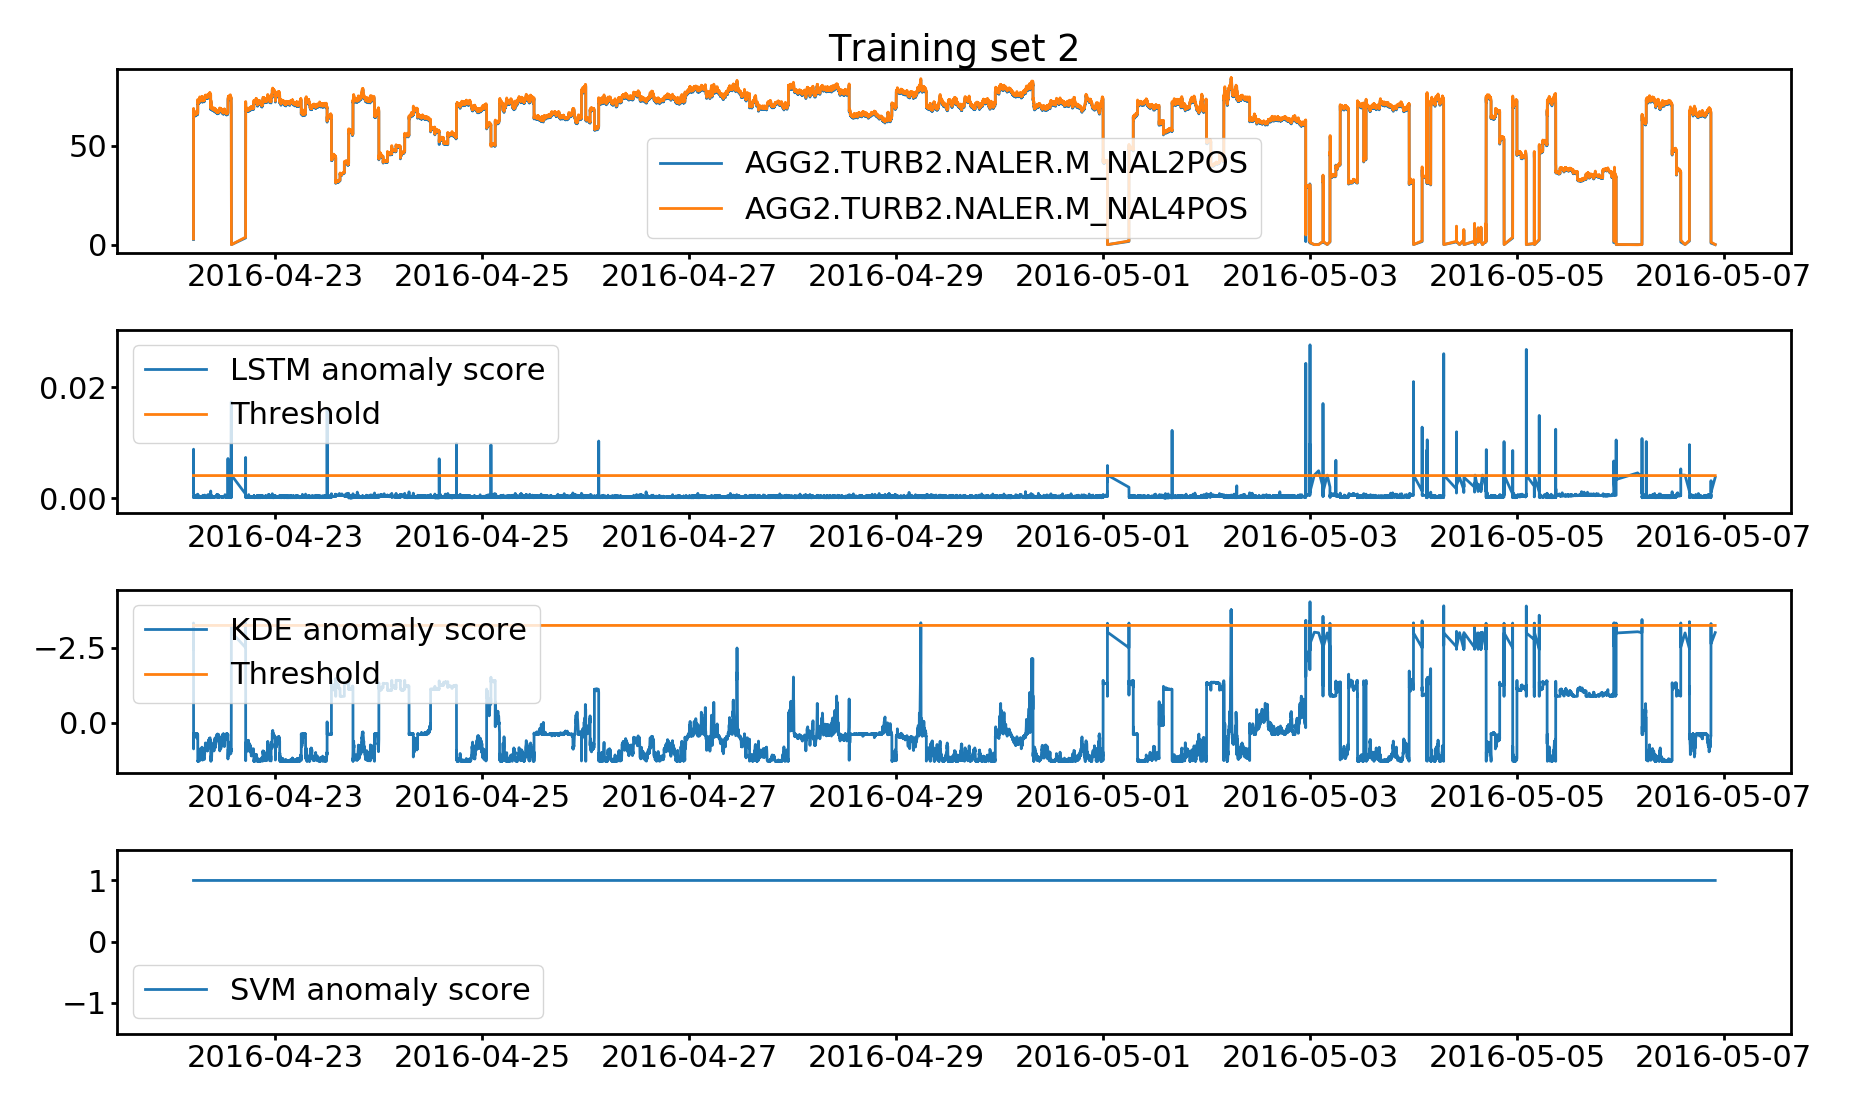 Training set 2
50
0
AGG2.TURB2.NALER.M_NAL2POS
AGG2.TURB2.NALER.M_NAL4POS
2016-04-23 2016-04-25 2016-04-27 2016-04-29 2016-05-01 2016-05-03 2016-05-05 2016-05-07
LSTM anomaly score
Threshold
0.02
0.00
2016-04-23 2016-04-25 2016-04-27 2016-04-29 2016-05-01 2016-05-03 2016-05-05 2016-05-07
KDE anomaly score
Threshold
−2.5
0.0
2016-04-23 2016-04-25 2016-04-27 2016-04-29 2016-05-01 2016-05-03 2016-05-05 2016-05-07
1
0
−1
SVM anomaly score
2016-04-23 2016-04-25 2016-04-27 2016-04-29 2016-05-01 2016-05-03 2016-05-05 2016-05-07